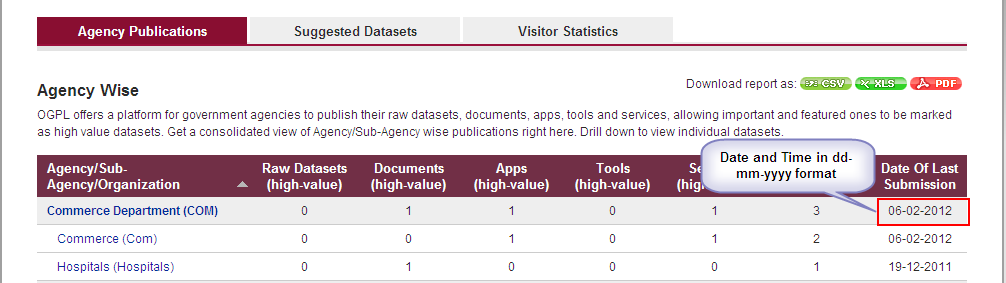 Agency Publications Suggested Datasets Visitor Statistics
Agency Wise
Download report as: CSV XLS PDF
OGPL offers a platform for government agencies to publish their raw datasets, documents, apps, tools and services, allowing important and featured ones to be marked
as high value datasets. Get a consolidated view of Agency/Sub-Agency wise publications right here. Drill down to view individual datasets.
Date and Time in dd-
mm-yyyy format
Agency/Sub- Raw Datasets Documents Apps Tools Date Of Last
Agency/Organization (high-value) (high-value) (high-value) (high-value) Submission
Commerce Department (COM) 0 1 1 0 1 3 06-02-2012
Commerce (Com) 0 0 1 0 1 2 06-02-2012
Hospitals (Hospitals) 0 1 0 0 0 1 19-12-2011